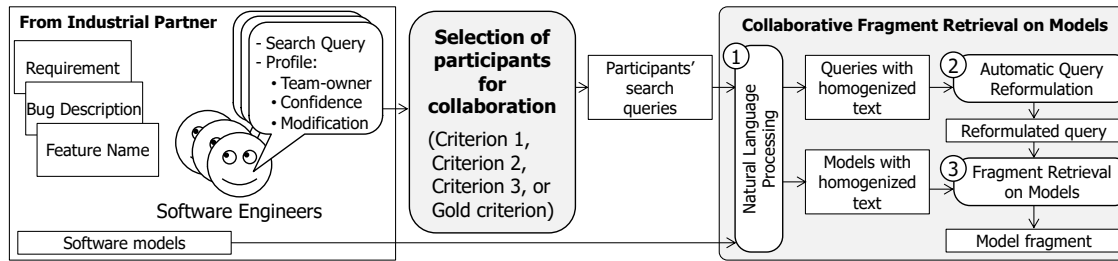 From Industrial Partner
Requirement
Bug Description
Feature Name
- Search Query
- Profile:
• Team-owner
• Confidence
• Modification
Software Engineers
Software models
Selection of
participants
for
collaboration
(Criterion 1,
Criterion 2,
Criterion 3, or
Gold criterion)
Participants’
search
queries
Collaborative Fragment Retrieval on Models
1
Natural Language
Processing
Queries with
homogenized
text
2
Automatic Query
Reformulation
Reformulated query
Models with
homogenized
text
3
Fragment Retrieval
on Models
Model fragment